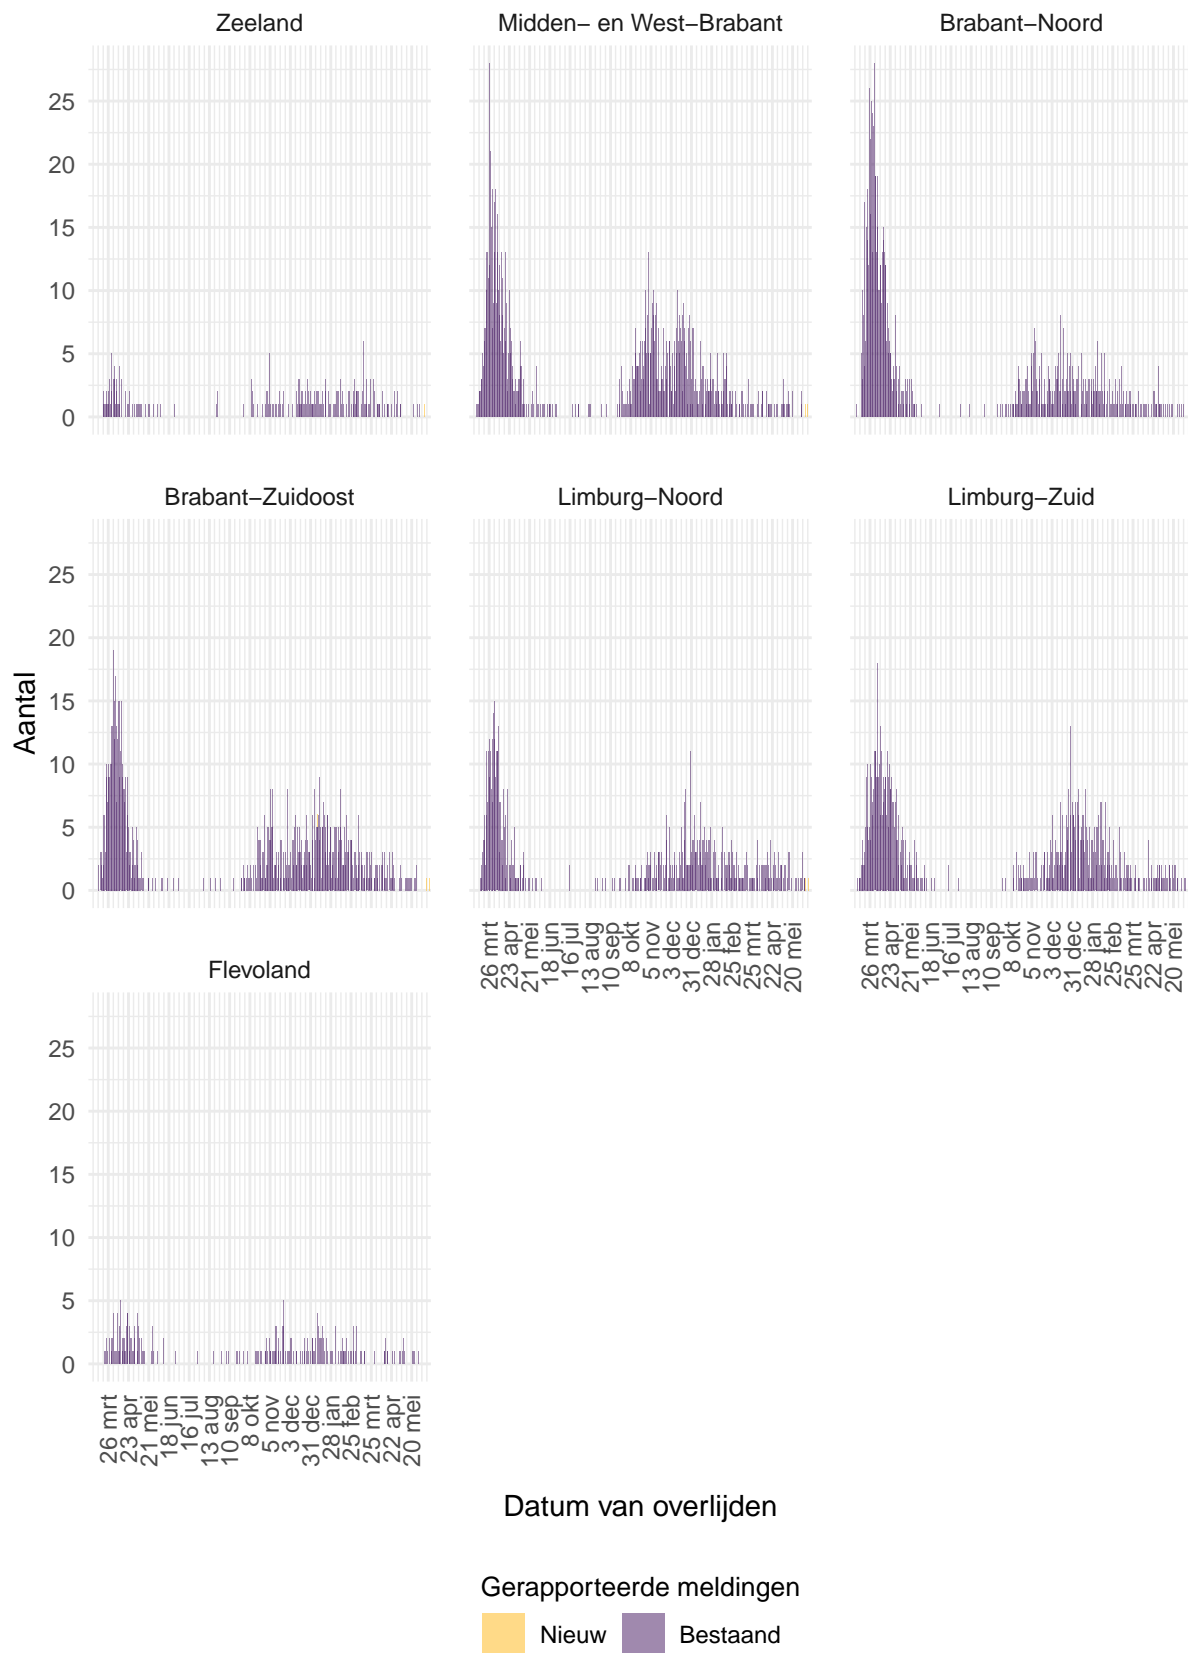 Zeeland Midden− en West−Brabant Brabant−Noord
25
20
15
10
5
0
Brabant−Zuidoost Limburg−Noord Limburg−Zuid
25
20
15
10
5
0
Aantal
26 mrt 23 apr 21 mei 18 jun 16 jul 13 aug 10 sep 8 okt 5 nov 3 dec 31 dec 28 jan 25 feb 25 mrt 22 apr 20 mei
26 mrt 23 apr 21 mei 18 jun 16 jul 13 aug 10 sep 8 okt 5 nov 3 dec 31 dec 28 jan 25 feb 25 mrt 22 apr 20 mei
Flevoland
25
20
15
10
5
0
26 mrt 23 apr 21 mei 18 jun 16 jul 13 aug 10 sep 8 okt 5 nov 3 dec 31 dec 28 jan 25 feb 25 mrt 22 apr 20 mei
Datum van overlijden
Gerapporteerde meldingen
Nieuw Bestaand